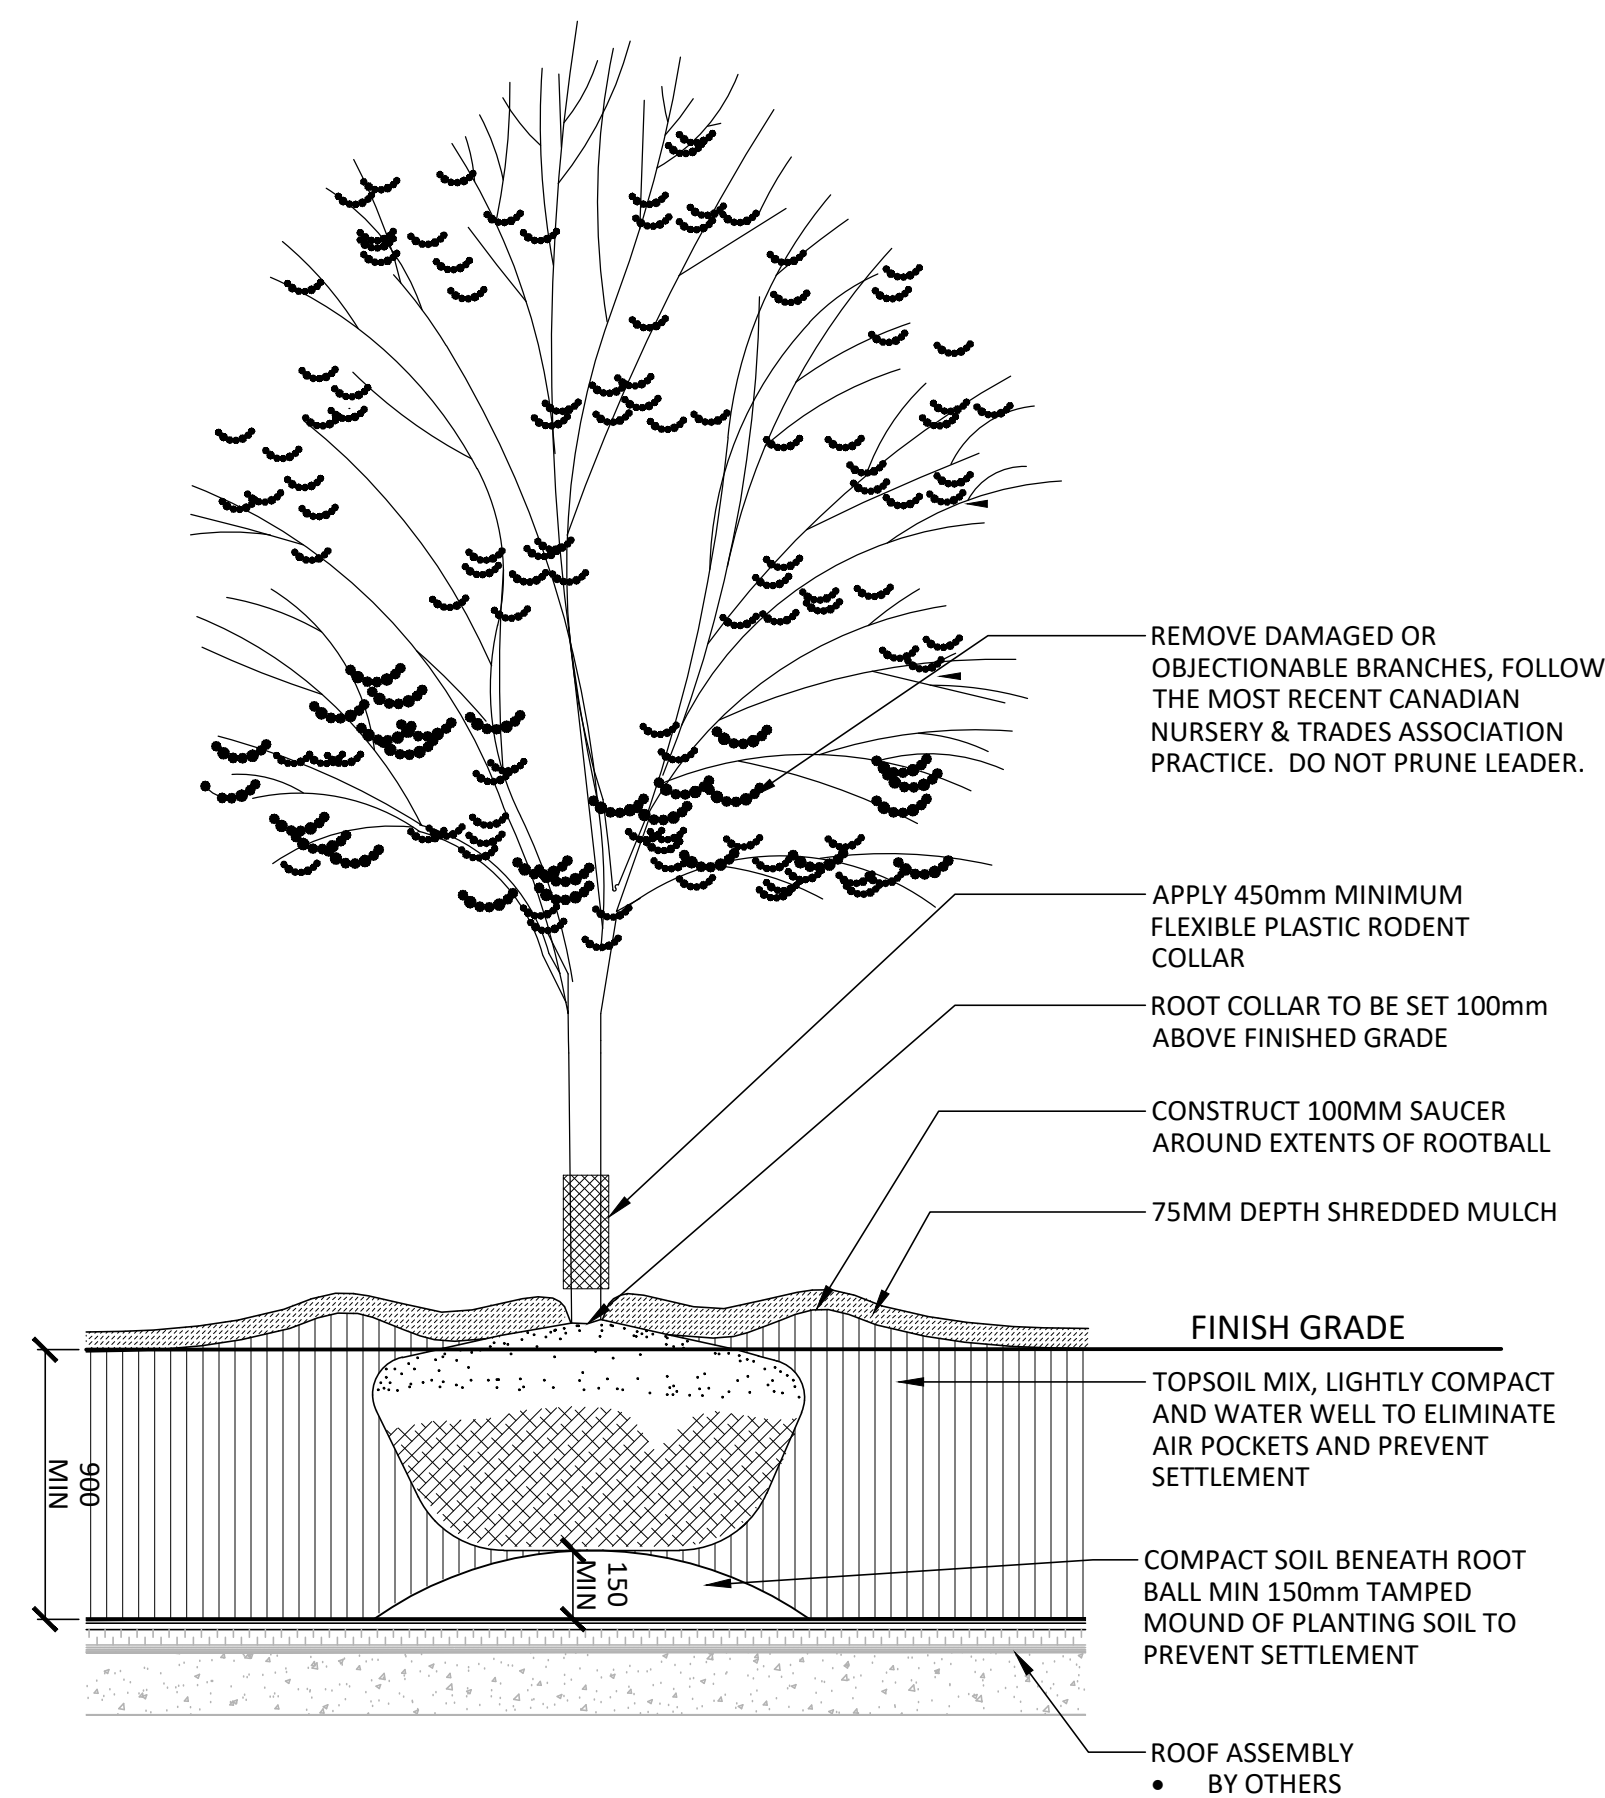 REMOVE DAMAGED OR
OBJECTIONABLE BRANCHES, FOLLOW
THE MOST RECENT CANADIAN
NURSERY & TRADES ASSOCIATION
PRACTICE. DO NOT PRUNE LEADER.
APPLY 450mm MINIMUM
FLEXIBLE PLASTIC RODENT
COLLAR
ROOT COLLAR TO BE SET 100mm
ABOVE FINISHED GRADE
CONSTRUCT 100MM SAUCER
AROUND EXTENTS OF ROOTBALL
75MM DEPTH SHREDDED MULCH
FINISH GRADE
TOPSOIL MIX, LIGHTLY COMPACT
AND WATER WELL TO ELIMINATE
AIR POCKETS AND PREVENT
SETTLEMENT
900
MIN
150
MIN
COMPACT SOIL BENEATH ROOT
BALL MIN 150mm TAMPED
MOUND OF PLANTING SOIL TO
PREVENT SETTLEMENT
ROOF ASSEMBLY
• BY OTHERS